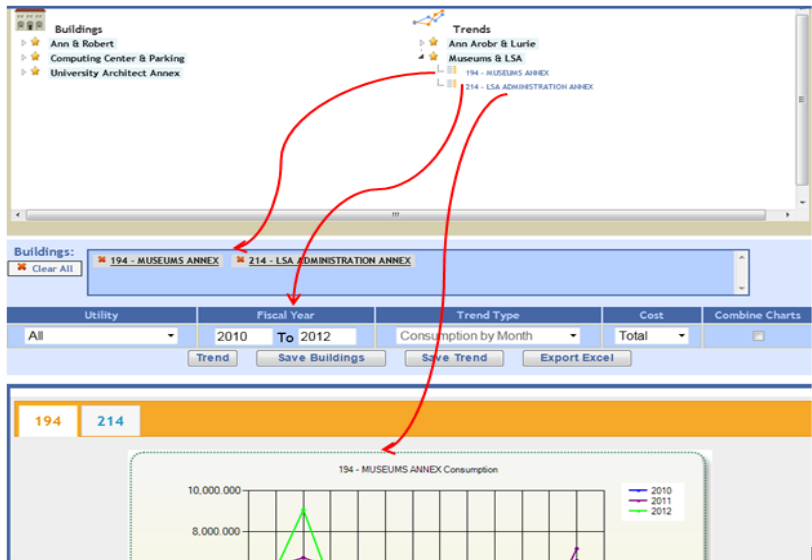 Buildings
Ann & Robert
Computing Center & Parking
University Architect Annex
Trends
Ann Arobr & Lurie
Museums & LSA
194 - MUSEUMS ANNEX
214 - LSA ADMINISTRATION ANNEX
Buildings:
Clear All
194 - MUSEUMS ANNEX 214 - LSA ADMINISTRATION ANNEX
Utility Fiscal Year Trend Type Cost Combine Charts
All 2010 To 2012 Consumption by Month Total
Trend Save Buildings Save Trend Export Excel
194 214
194 - MUSEUMS ANNEX Consumption
10,000.000
8,000.000
2010
2011
2012